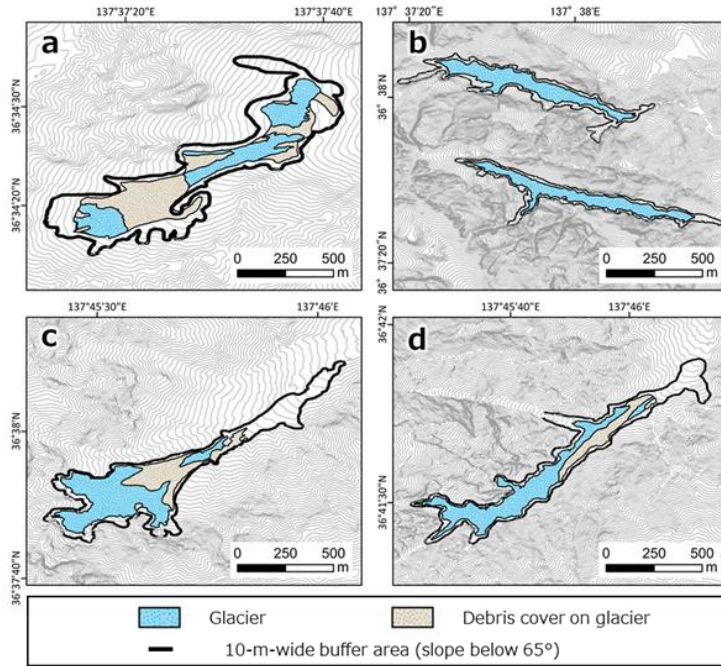 137°37'20"
137°37'40"
a
36°34'30"N
36°34'20"N
0 250 500
m
137° 37'20"
137° 38'E
b
36° 38'N
36° 37'20"N
0 250 500
m
137°45'30"E
137°46'E
c
36°38'N
36°37'40"N
0 250 500
m
137°45'40"E
137°46'E
d
36°42'N
36°41'30"N
0 250 500
m
Glacier
Debris cover on glacier
10-m-wide buffer area (slope below 65°)